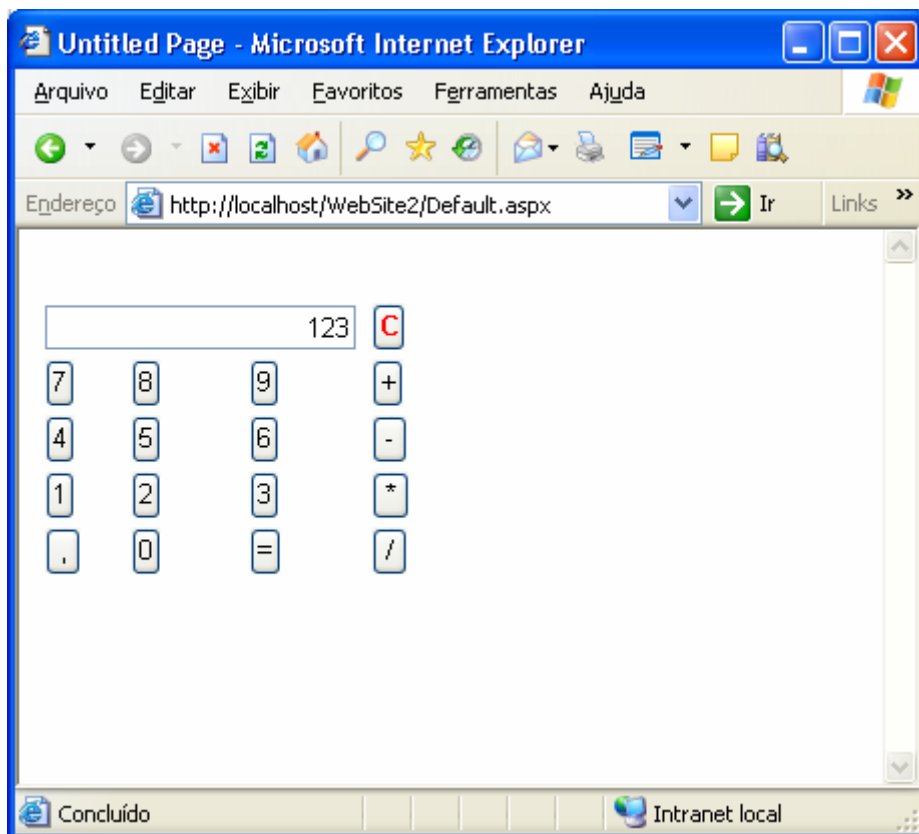 Untitled Page - Microsoft Internet Explorer
Arquivo Editar Exibir Favoritos Ferramentas Ajuda
Endereço http://localhost/WebSite2/Default.aspx Ir Links »
123 C
7 8 9 +
4 5 6 -
1 2 3 *
, 0 = /
Concluído Intranet local